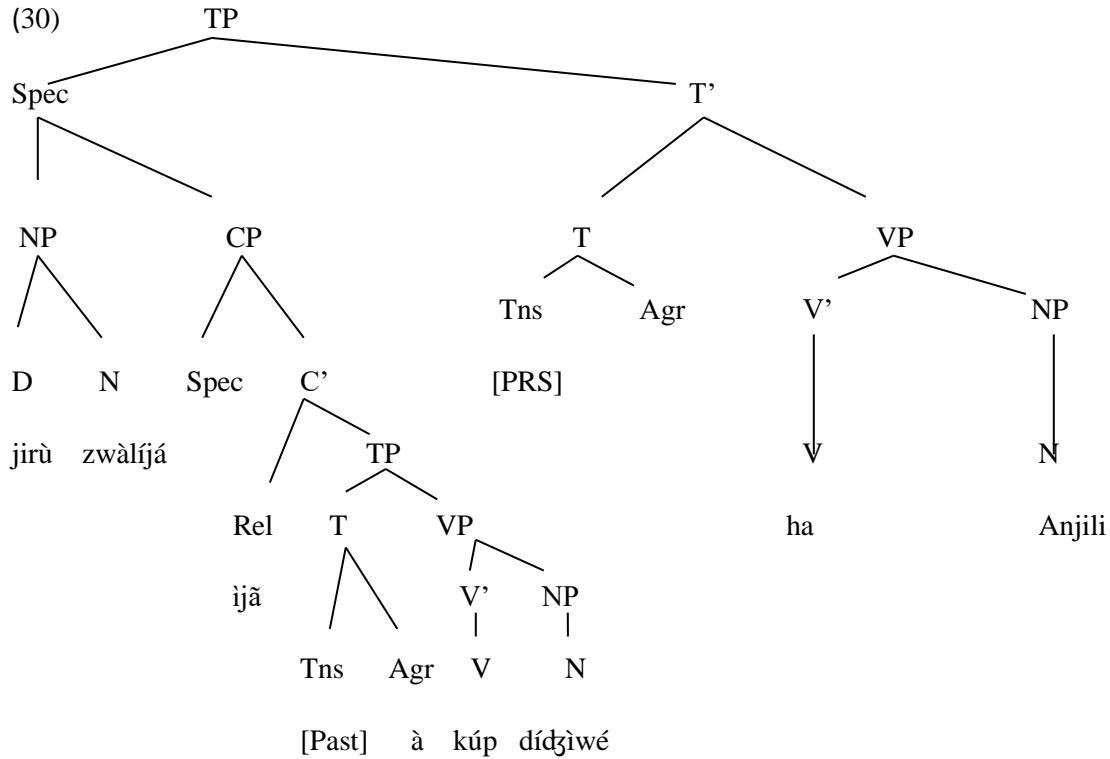 (30) TP
Spec T’
NP CP T VP
Tns Agr V’ NP
D N Spec C’ [PRS]
jirù zwàlíjá TP V N
Rel T VP ha Anjili
ìjã V’ NP
Tns Agr V N
[Past] à kúp dídʒìwé